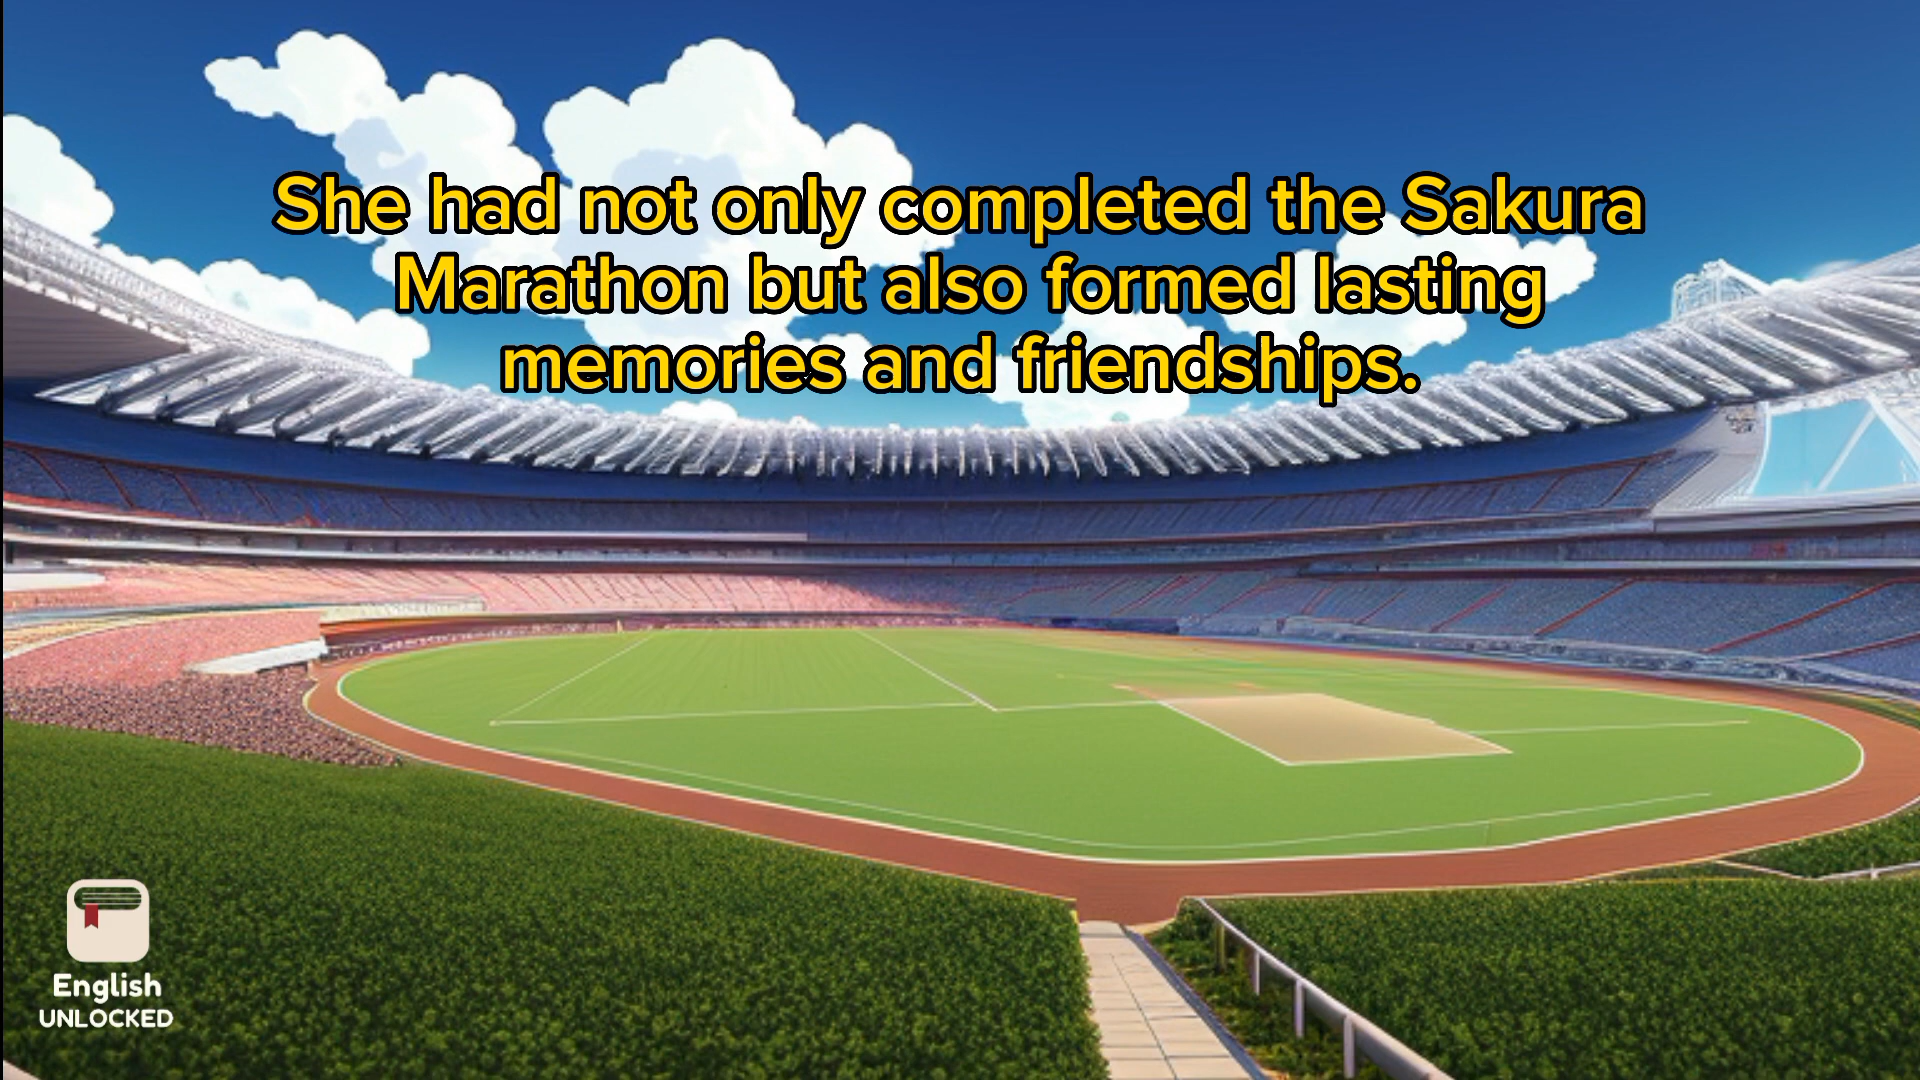 She had not only completed the Sakura
Marathon but also formed lasting
memories and friendships.
English
UNLOCKED